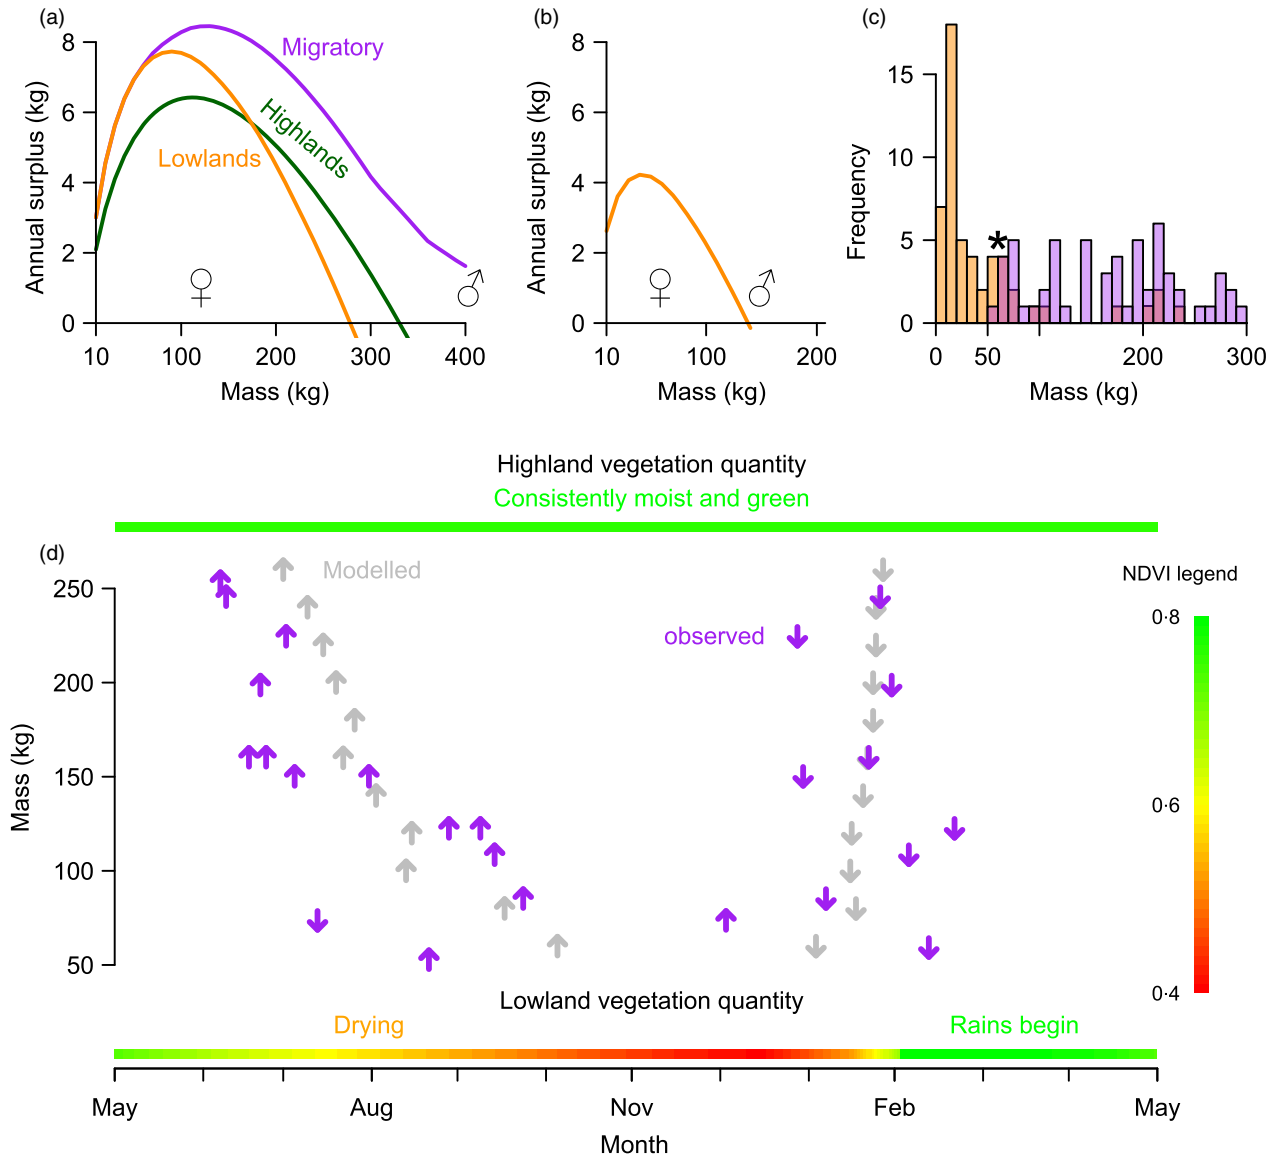 (a)
Annual surplus (kg)
8
6
4
2
0
Migratory
Highlands
Lowlands
♀
♂
10
100
200
300
400
Mass (kg)
(b)
Annual surplus (kg)
8
6
4
2
0
♀
♂
10
100
200
Mass (kg)
(c)
Frequency
15
10
5
0
*
0
50
200
300
Mass (kg)
Highland vegetation quantity
Consistently moist and green
(d)
Mass (kg)
250
200
150
100
50
Modelled
observed
NDVI legend
0·8
0·6
0·4
Lowland vegetation quantity
Drying
Rains begin
May
Aug
Nov
Feb
May
Month